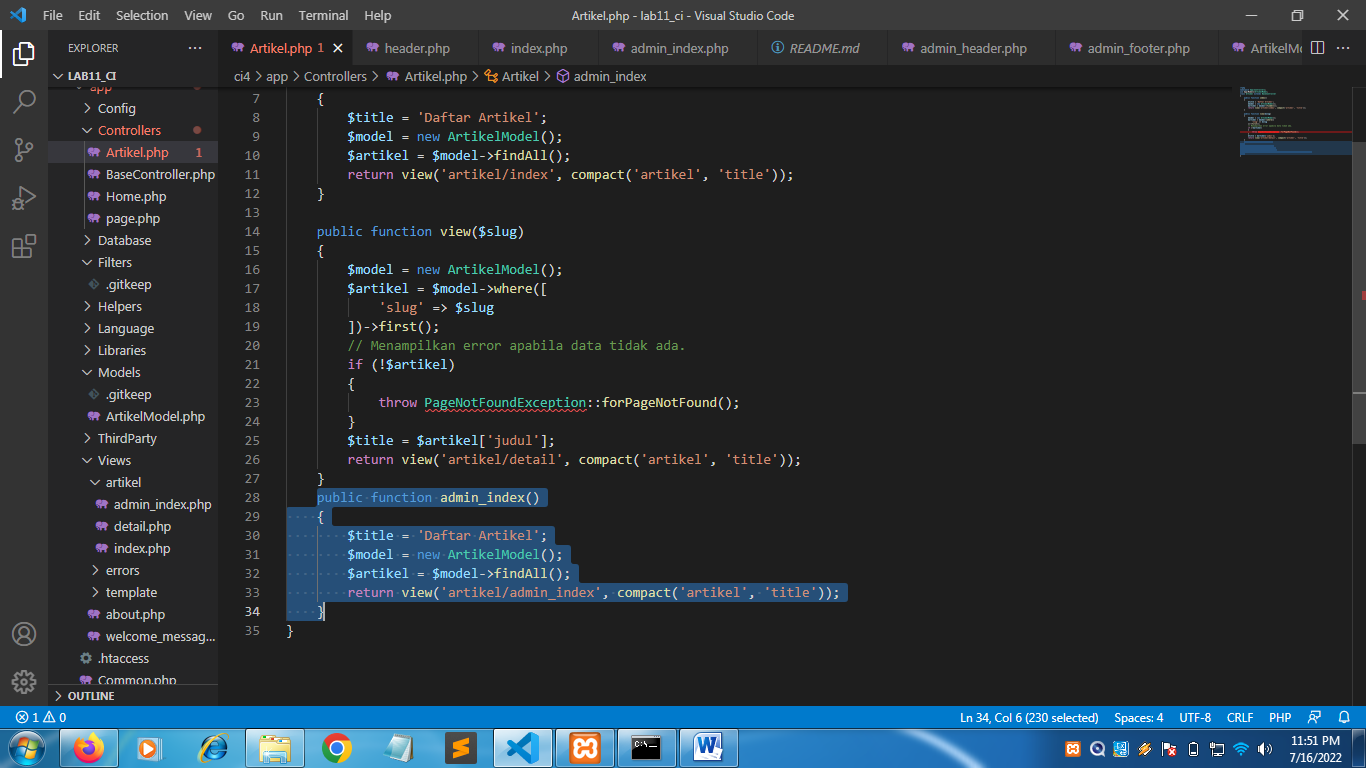 File Edit Selection View Go Run Terminal Help Artikel.php - lab11_ci - Visual Studio Code
EXPLORER ··· Artikel.php 1 header.php index.php admin_index.php README.md admin_header.php admin_footer.php ArtikelMo ···
LAB11_CI ci4 > app > Controllers > Artikel.php > Artikel > admin_index
app
Config
Controllers
Artikel.php 1
BaseController.php
Home.php
page.php
Database
Filters
.gitkeep
Helpers
Language
Libraries
Models
.gitkeep
ArtikelModel.php
ThirdParty
Views
artikel
admin_index.php
detail.php
index.php
errors
template
about.php
welcome_messag...
.htaccess
Common.php
OUTLINE
7 {
8 $title = 'Daftar Artikel';
9 $model = new ArtikelModel();
10 $artikel = $model->findAll();
11 return view('artikel/index', compact('artikel', 'title'));
12 }
13
14 public function view($slug)
15 {
16 $model = new ArtikelModel();
17 $artikel = $model->where([
18 'slug' => $slug
19 ])->first();
20 // Menampilkan error apabila data tidak ada.
21 if (!$artikel)
22 {
23 throw PageNotFoundException::forPageNotFound();
24 }
25 $title = $artikel['judul'];
26 return view('artikel/detail', compact('artikel', 'title'));
27 }
28 public function admin_index()
29 {
30 $title = 'Daftar Artikel';
31 $model = new ArtikelModel();
32 $artikel = $model->findAll();
33 return view('artikel/admin_index', compact('artikel', 'title'));
34 }
35 }
1 0 Ln 34, Col 6 (230 selected) Spaces: 4 UTF-8 CRLF PHP
C:\
W
11:51 PM
7/16/2022